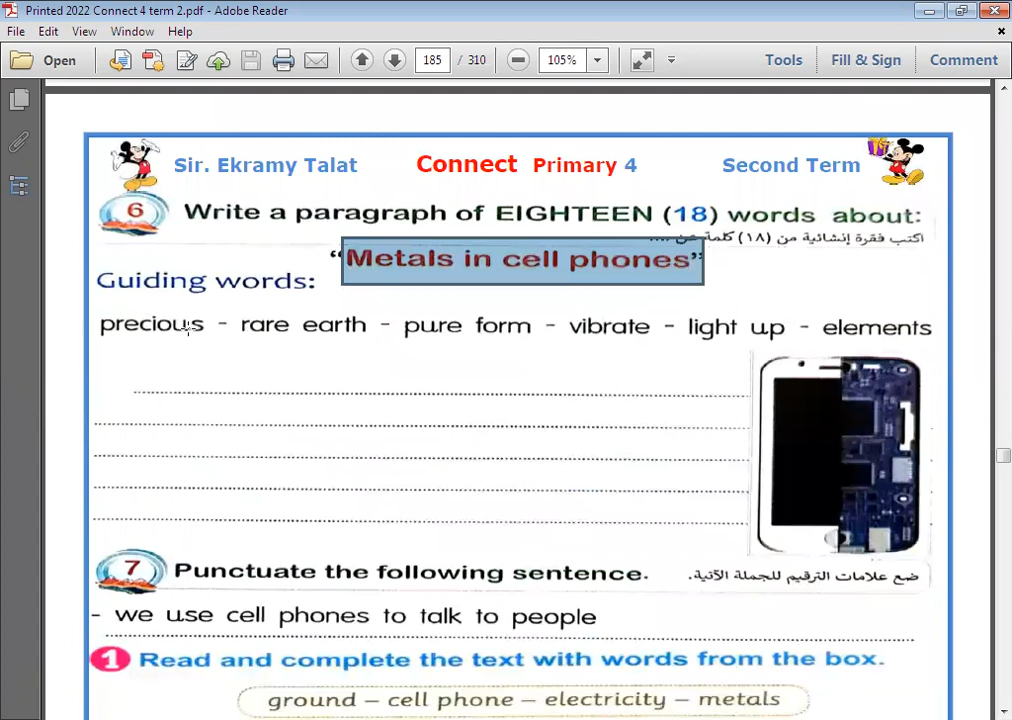 Printed 2022 Connect 4 term 2.pdf - Adobe Reader
File Edit View Window Help
Open 185 / 310 105% Tools Fill & Sign Comment
Sir. Ekramy Talat Connect Primary 4 Second Term
6 Write a paragraph of EIGHTEEN (18) words about:
اكتب فقرة إنشائية من (١٨) كلمة عن ....
“Metals in cell phones”
Guiding words:
precious - rare earth - pure form - vibrate - light up - elements
7 Punctuate the following sentence. ضع علامات الترقيم للجملة الآتية.
- we use cell phones to talk to people
1 Read and complete the text with words from the box.
ground – cell phone – electricity – metals